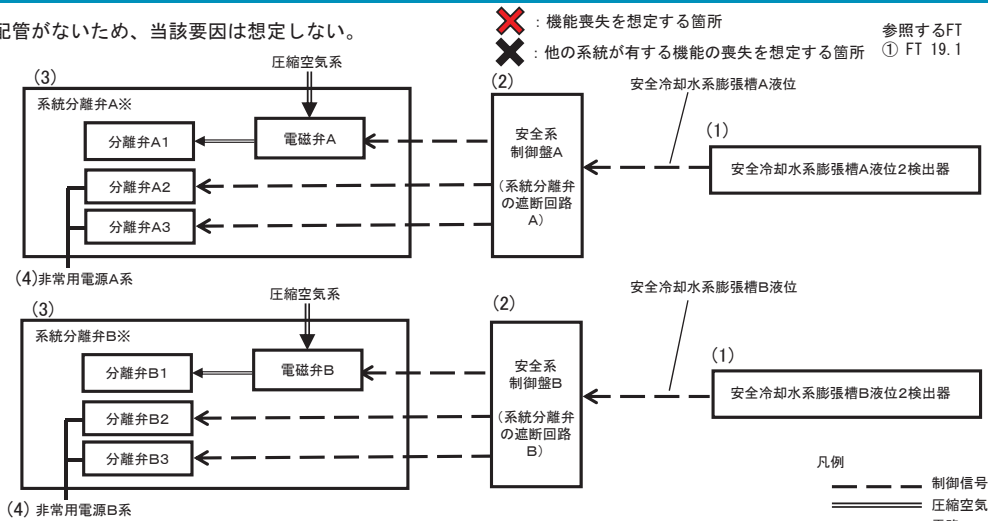 配管がないため、当該要因は想定しない。
：機能喪失を想定する箇所
：他の系統が有する機能の喪失を想定する箇所
参照するFT
① FT 19.1
(3)
圧縮空気系
系統分離弁A※
分離弁A1
電磁弁A
分離弁A2
分離弁A3
(4)非常用電源A系
(2)
安全系
制御盤A
(系統分離弁
の遮断回路
A)
安全冷却水系膨張槽A液位
(1)
安全冷却水系膨張槽A液位2検出器
(3)
圧縮空気系
系統分離弁B※
分離弁B1
電磁弁B
分離弁B2
分離弁B3
(4) 非常用電源B系
(2)
安全系
制御盤B
(系統分離弁
の遮断回路
B)
安全冷却水系膨張槽B液位
(1)
安全冷却水系膨張槽B液位2検出器
凡例
制御信号
圧縮空気